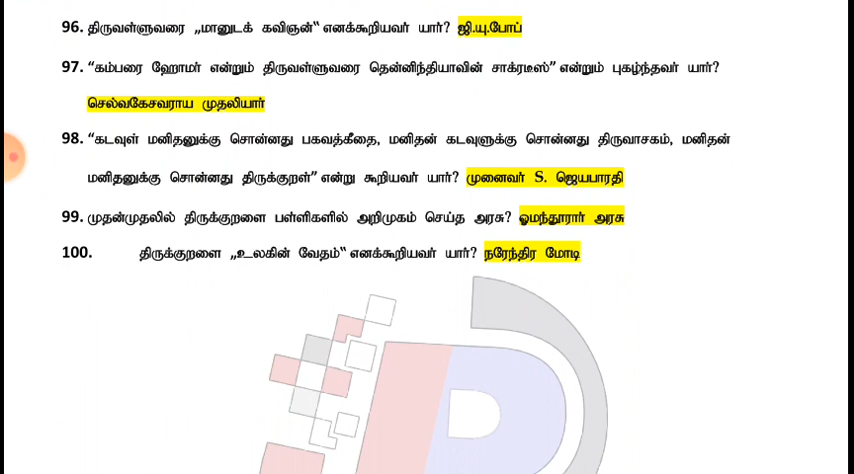 96. திருவள்ளுவரை „மானுடக் கவிஞன்‟ எனக்கூறியவர் யார்? ஜி.யு.போப்
97. “கம்பரை ஹோமர் என்றும் திருவள்ளுவரை தென்னிந்தியாவின் சாக்ரடீஸ்” என்றும் புகழ்ந்தவர் யார்?
செல்வகேசவராய முதலியார்
98. “கடவுள் மனிதனுக்கு சொன்னது பகவத்கீதை, மனிதன் கடவுளுக்கு சொன்னது திருவாசகம், மனிதன்
மனிதனுக்கு சொன்னது திருக்குறள்” என்று கூறியவர் யார்? முனைவர் S. ஜெயபாரதி
99. முதன்முதலில் திருக்குறளை பள்ளிகளில் அறிமுகம் செய்த அரசு? ஓமந்தூரார் அரசு
100. திருக்குறளை „உலகின் வேதம்‟ எனக்கூறியவர் யார்? நரேந்திர மோடி